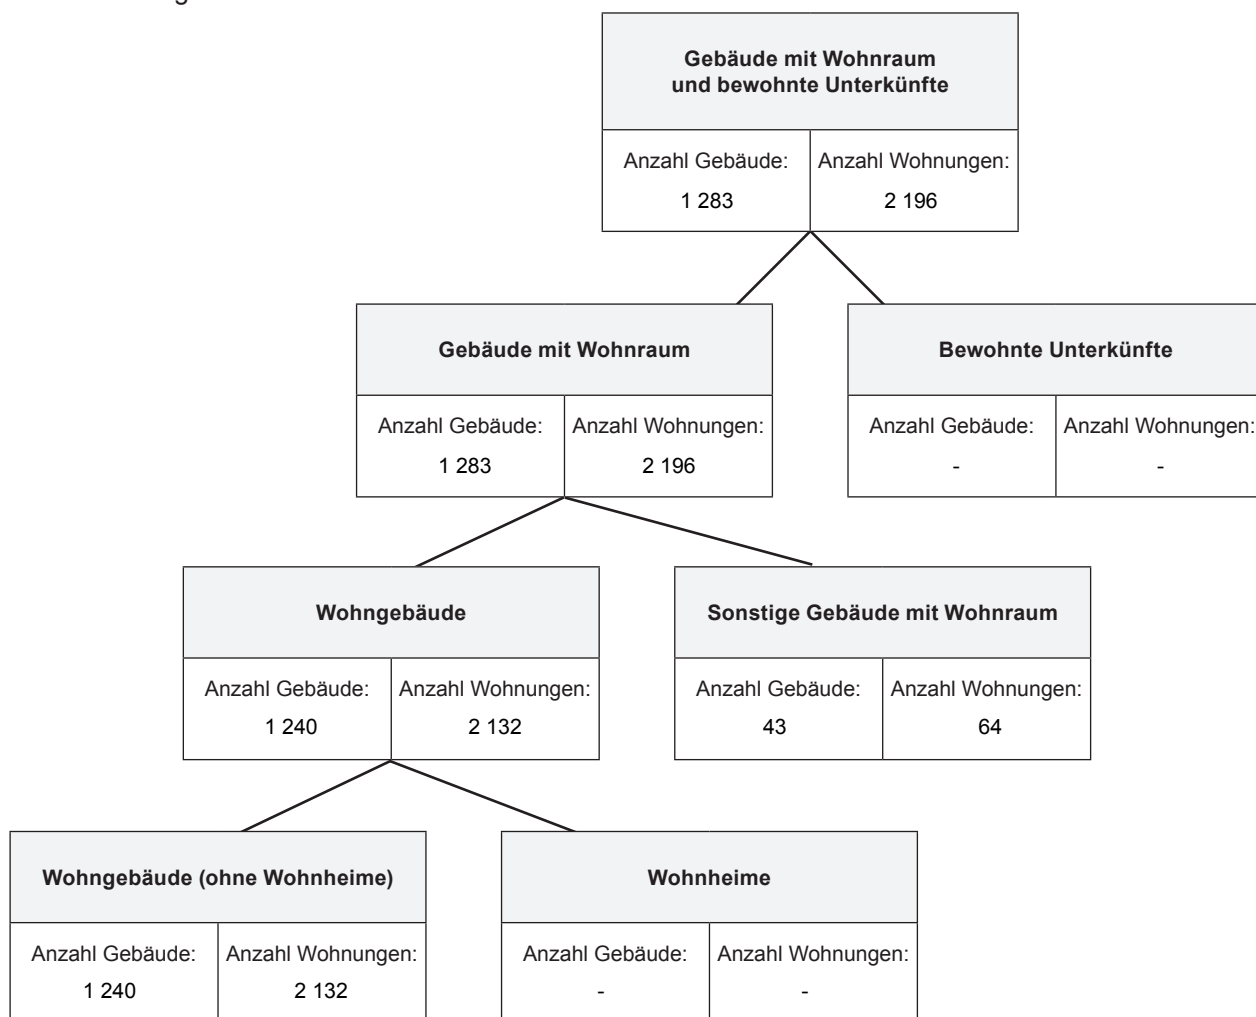 Gebäude mit Wohnraum
und bewohnte Unterkünfte
Anzahl Gebäude: Anzahl Wohnungen:
1 283 2 196
Gebäude mit Wohnraum
Anzahl Gebäude: Anzahl Wohnungen:
1 283 2 196
Bewohnte Unterkünfte
Anzahl Gebäude: Anzahl Wohnungen:
- -
Wohngebäude
Anzahl Gebäude: Anzahl Wohnungen:
1 240 2 132
Sonstige Gebäude mit Wohnraum
Anzahl Gebäude: Anzahl Wohnungen:
43 64
Wohngebäude (ohne Wohnheime)
Anzahl Gebäude: Anzahl Wohnungen:
1 240 2 132
Wohnheime
Anzahl Gebäude: Anzahl Wohnungen:
- -